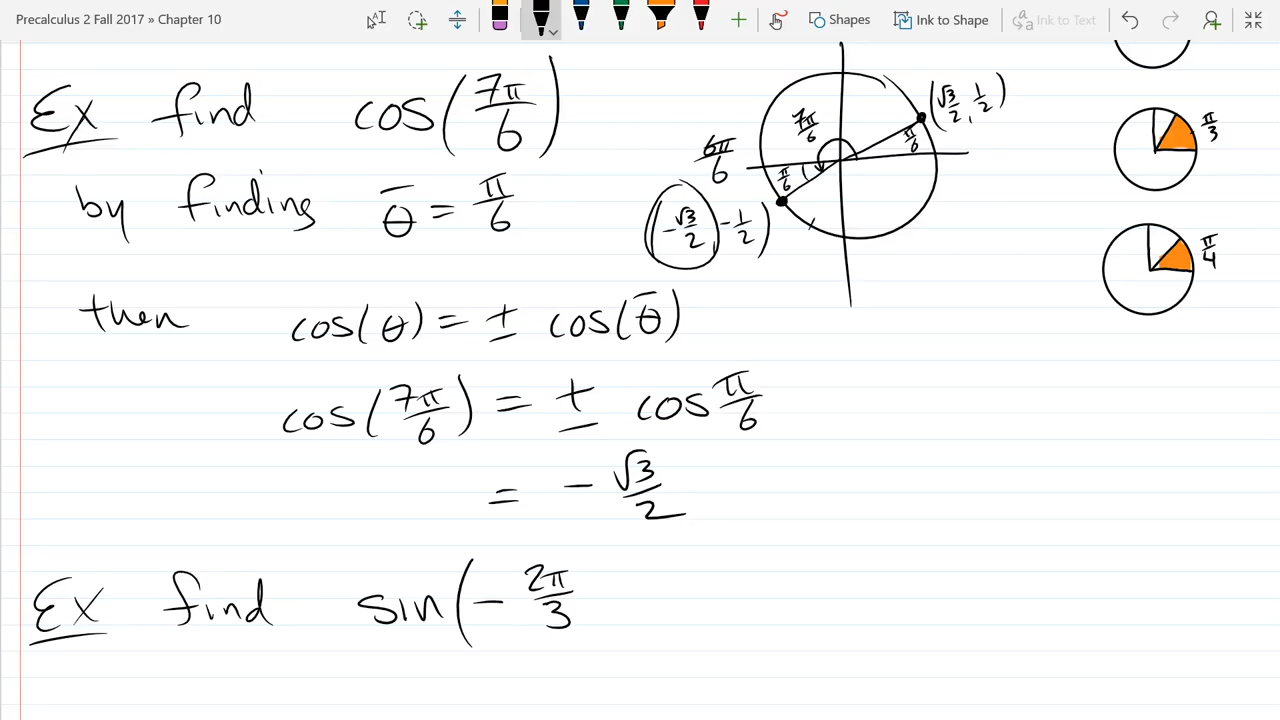 Precalculus 2 Fall 2017 » Chapter 10
Shapes
Ink to Shape
Ink to Text
Ex find cos(7π/6)
by finding θ̄ = π/6
then cos(θ) = ± cos(θ̄)
cos(7π/6) = ± cos π/6
= - √3/2
Ex find sin(- 2π/3
(√3/2, 1/2)
7π/6
π/6
6π/6
π/6
(-√3/2, -1/2)
π/3
π/4